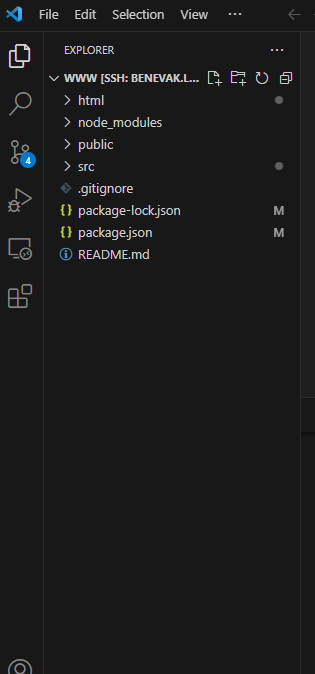 File Edit Selection View ...
EXPLORER ...
WWW [SSH: BENEVAK.L...
html
node_modules
public
src
4
.gitignore
{} package-lock.json M
{} package.json M
README.md